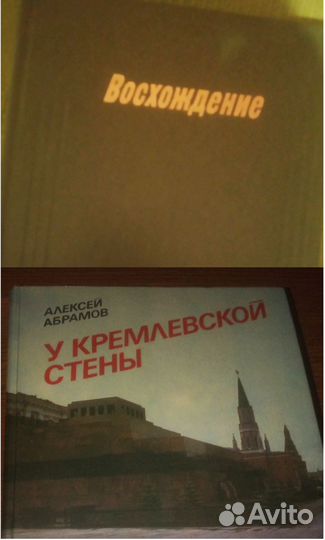 Восхождение
АЛЕКСЕЙ
АБРАМОВ
У КРЕМЛЕВСКОЙ
СТЕНЫ
Avito